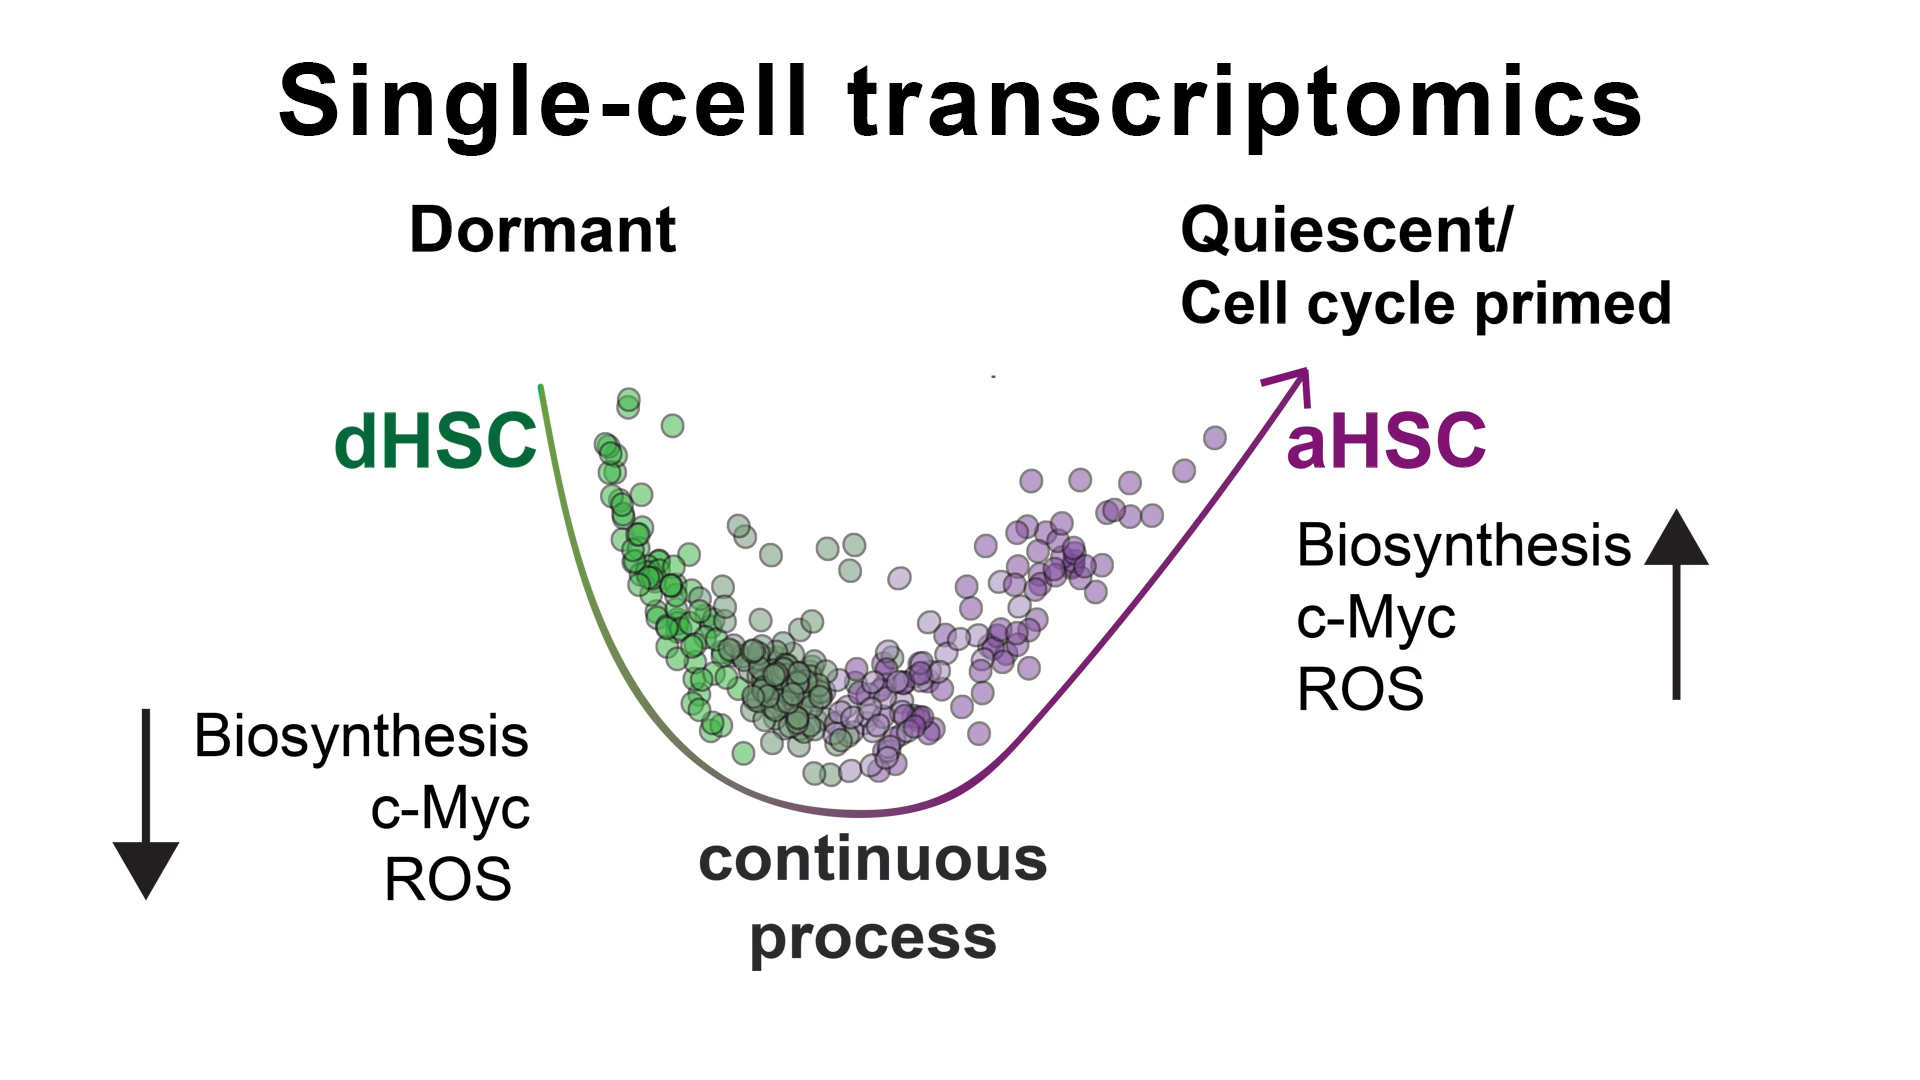 Single-cell transcriptomics
Dormant
Quiescent/
Cell cycle primed
dHSC
aHSC
Biosynthesis
c-Myc
ROS
Biosynthesis
c-Myc
ROS
continuous
process